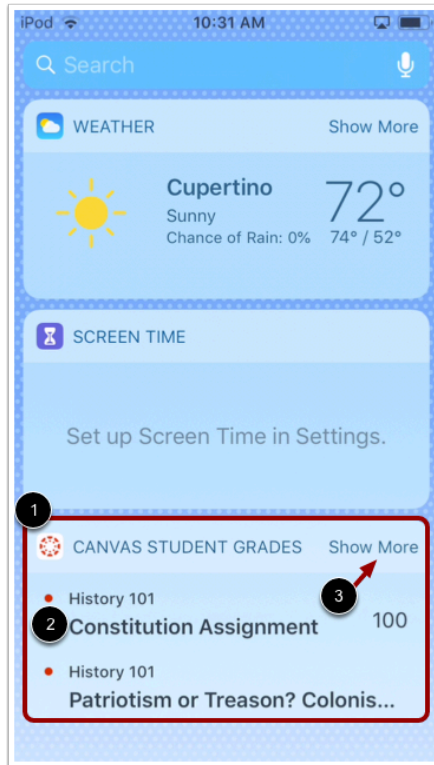 iPod 10:31 AM
Search
WEATHER Show More
Cupertino 72°
Sunny
Chance of Rain: 0% 74° / 52°
SCREEN TIME
Set up Screen Time in Settings.
1
CANVAS STUDENT GRADES Show More
3
History 101
2 Constitution Assignment 100
History 101
Patriotism or Treason? Colonis...